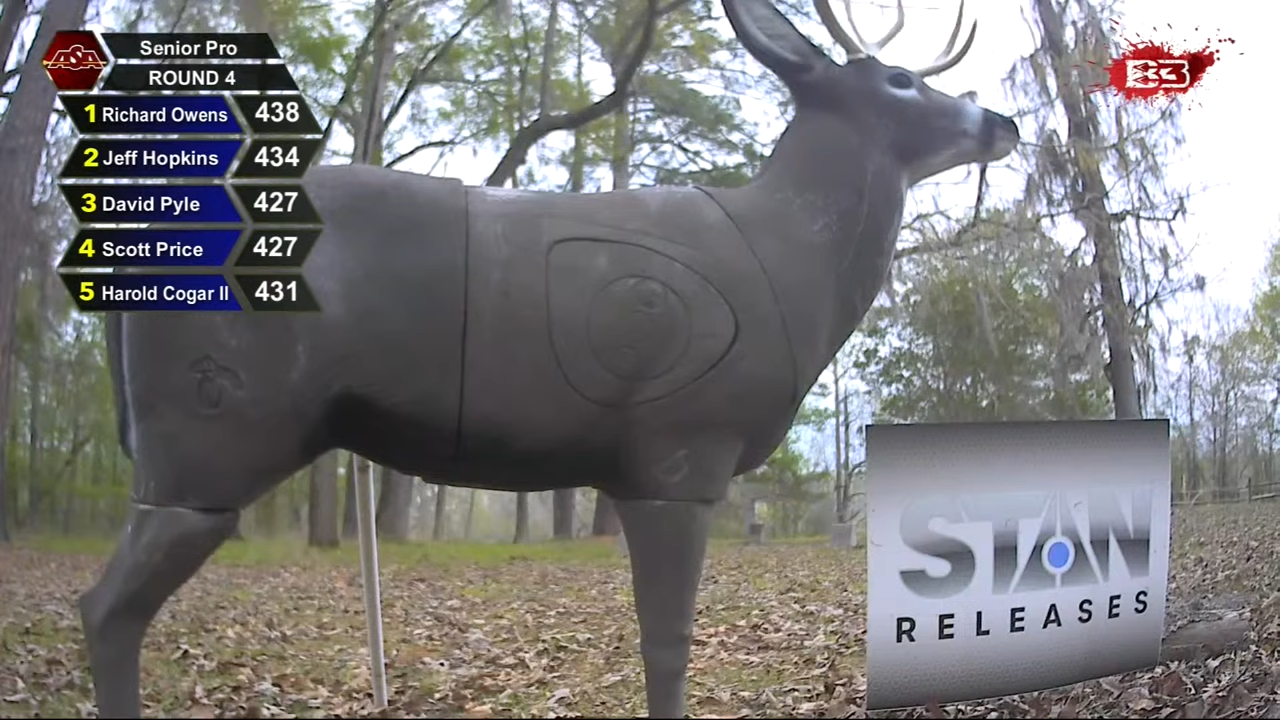 ASA
Senior Pro
ROUND 4
1 Richard Owens 438
2 Jeff Hopkins 434
3 David Pyle 427
4 Scott Price 427
5 Harold Cogar II 431
STAN
RELEASES